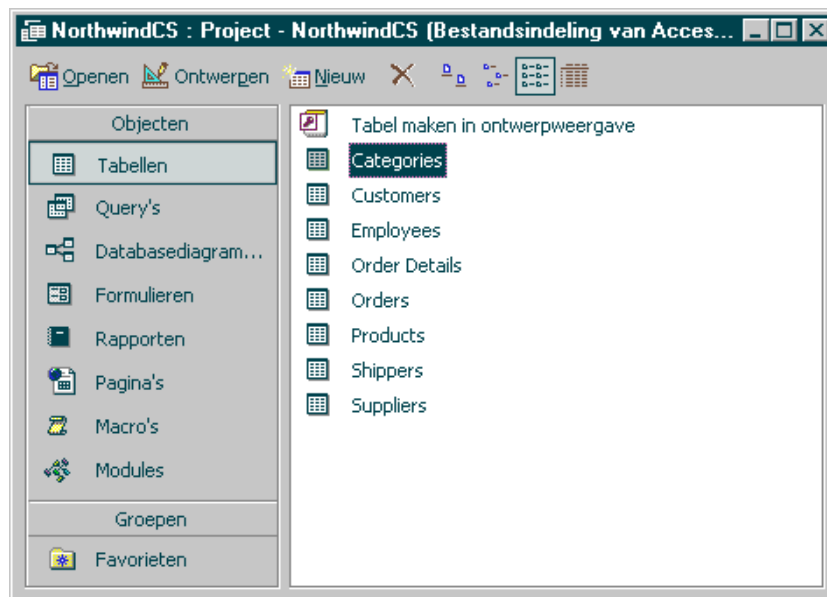 NorthwindCS : Project - NorthwindCS (Bestandsindeling van Acces...
Openen Ontwerpen Nieuw
Objecten
Tabellen
Query's
Databasediagram...
Formulieren
Rapporten
Pagina's
Macro's
Modules
Groepen
Favorieten
Tabel maken in ontwerpweergave
Categories
Customers
Employees
Order Details
Orders
Products
Shippers
Suppliers